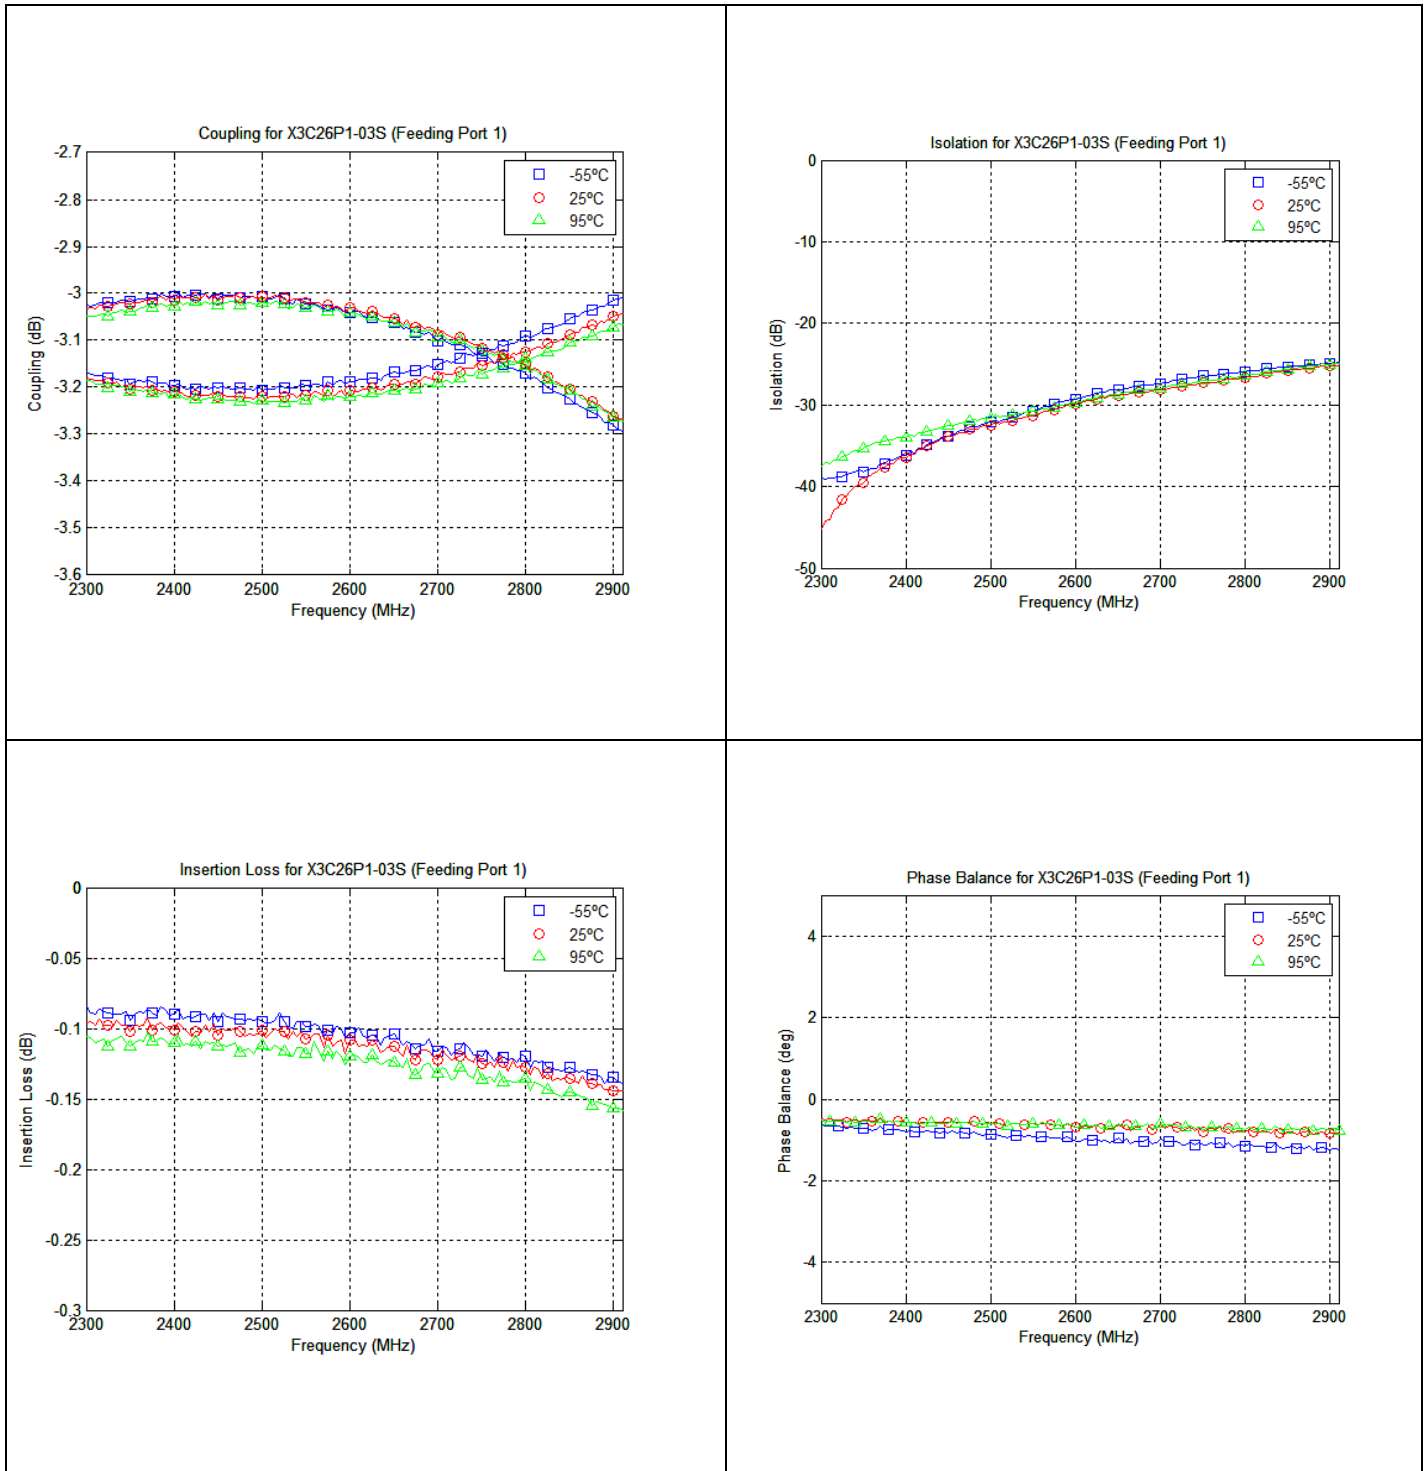 Coupling for X3C26P1-03S (Feeding Port 1)
-2.7
-2.8
-2.9
-3
-3.1
-3.2
-3.3
-3.4
-3.5
-3.6
Coupling (dB)
-55ºC
25ºC
95ºC
2300 2400 2500 2600 2700 2800 2900
Frequency (MHz)
Isolation for X3C26P1-03S (Feeding Port 1)
0
-10
-20
-30
-40
-50
Isolation (dB)
-55ºC
25ºC
95ºC
2300 2400 2500 2600 2700 2800 2900
Frequency (MHz)
Insertion Loss for X3C26P1-03S (Feeding Port 1)
0
-0.05
-0.1
-0.15
-0.2
-0.25
-0.3
Insertion Loss (dB)
-55ºC
25ºC
95ºC
2300 2400 2500 2600 2700 2800 2900
Frequency (MHz)
Phase Balance for X3C26P1-03S (Feeding Port 1)
4
2
0
-2
-4
Phase Balance (deg)
-55ºC
25ºC
95ºC
2300 2400 2500 2600 2700 2800 2900
Frequency (MHz)